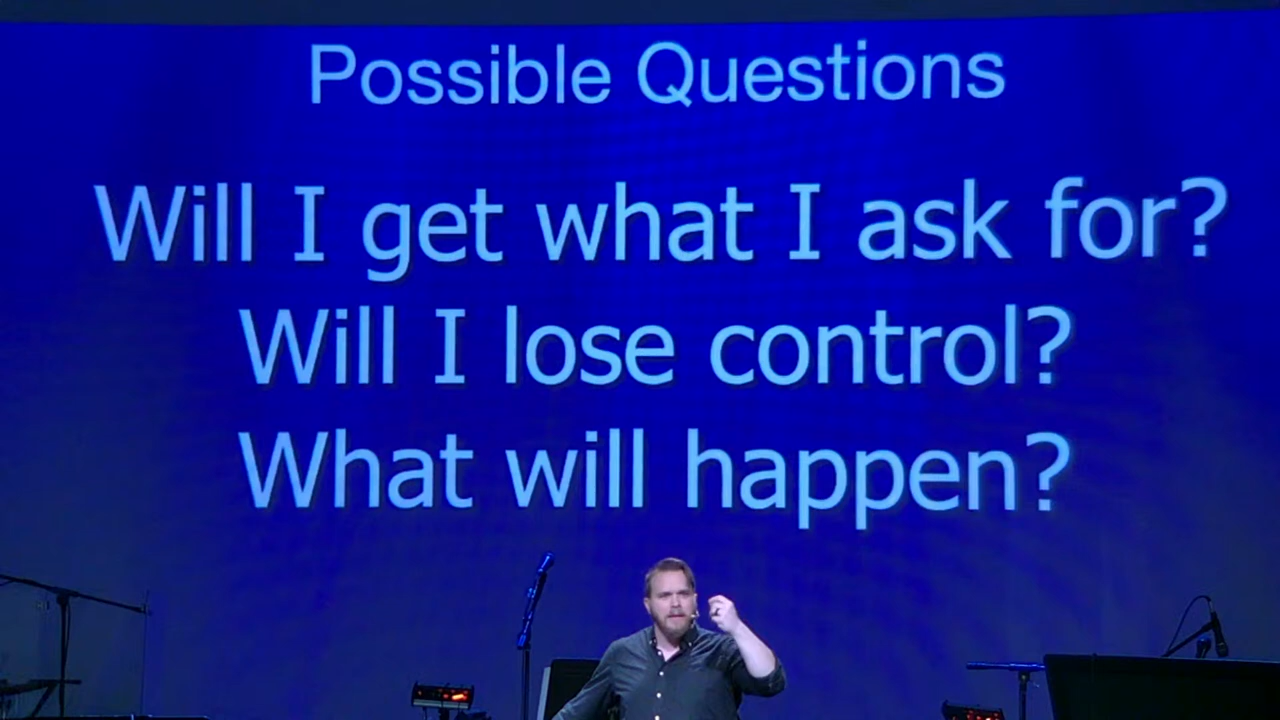 Possible Questions
Will I get what I ask for?
Will I lose control?
What will happen?